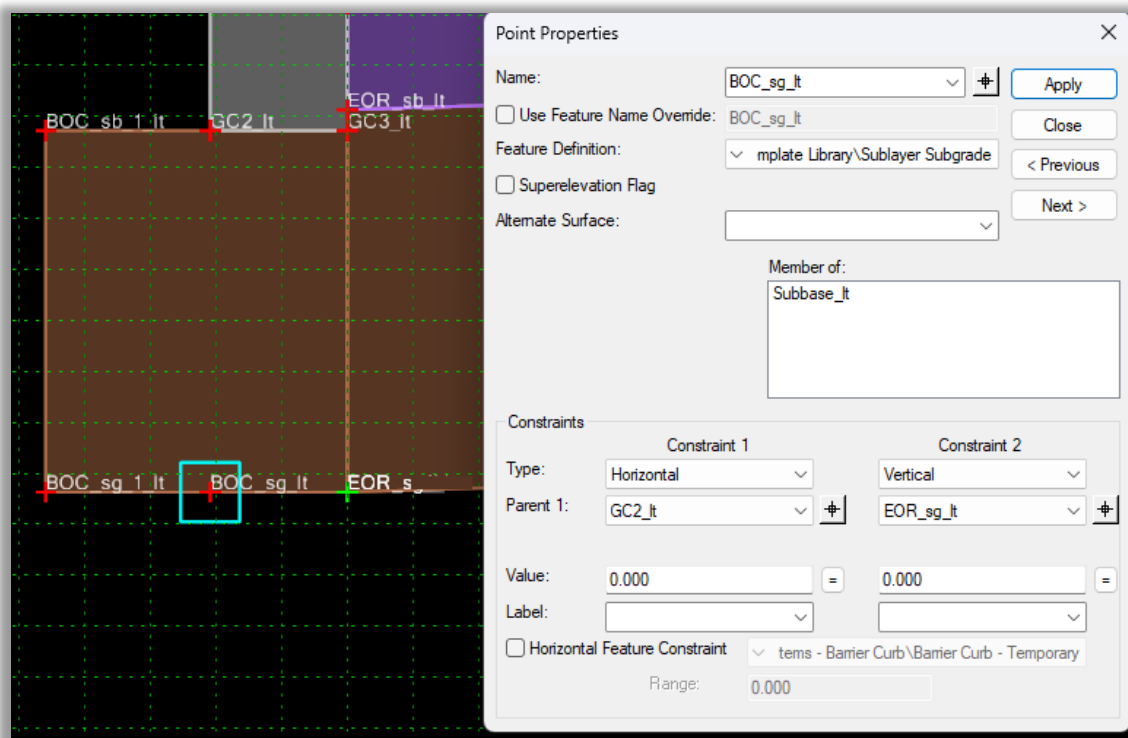 Point Properties
Name:
BOC_sg_lt
Apply
Use Feature Name Override:
BOC_sg_lt
Close
Feature Definition:
mplate Library\Sublayer Subgrade
< Previous
Superelevation Flag
Next >
Alternate Surface:
Member of:
Subbase_lt
Constraints
Constraint 1
Constraint 2
Type:
Horizontal
Vertical
Parent 1:
GC2_lt
EOR_sg_lt
Value:
0.000
=
0.000
=
Label:
Horizontal Feature Constraint
tems - Barrier Curb\Barrier Curb - Temporary
Range:
0.000
EOR_sb_lt
BOC_sb_1_lt
GC2_lt
GC3_lt
BOC_sg_1_lt
BOC_sg_lt